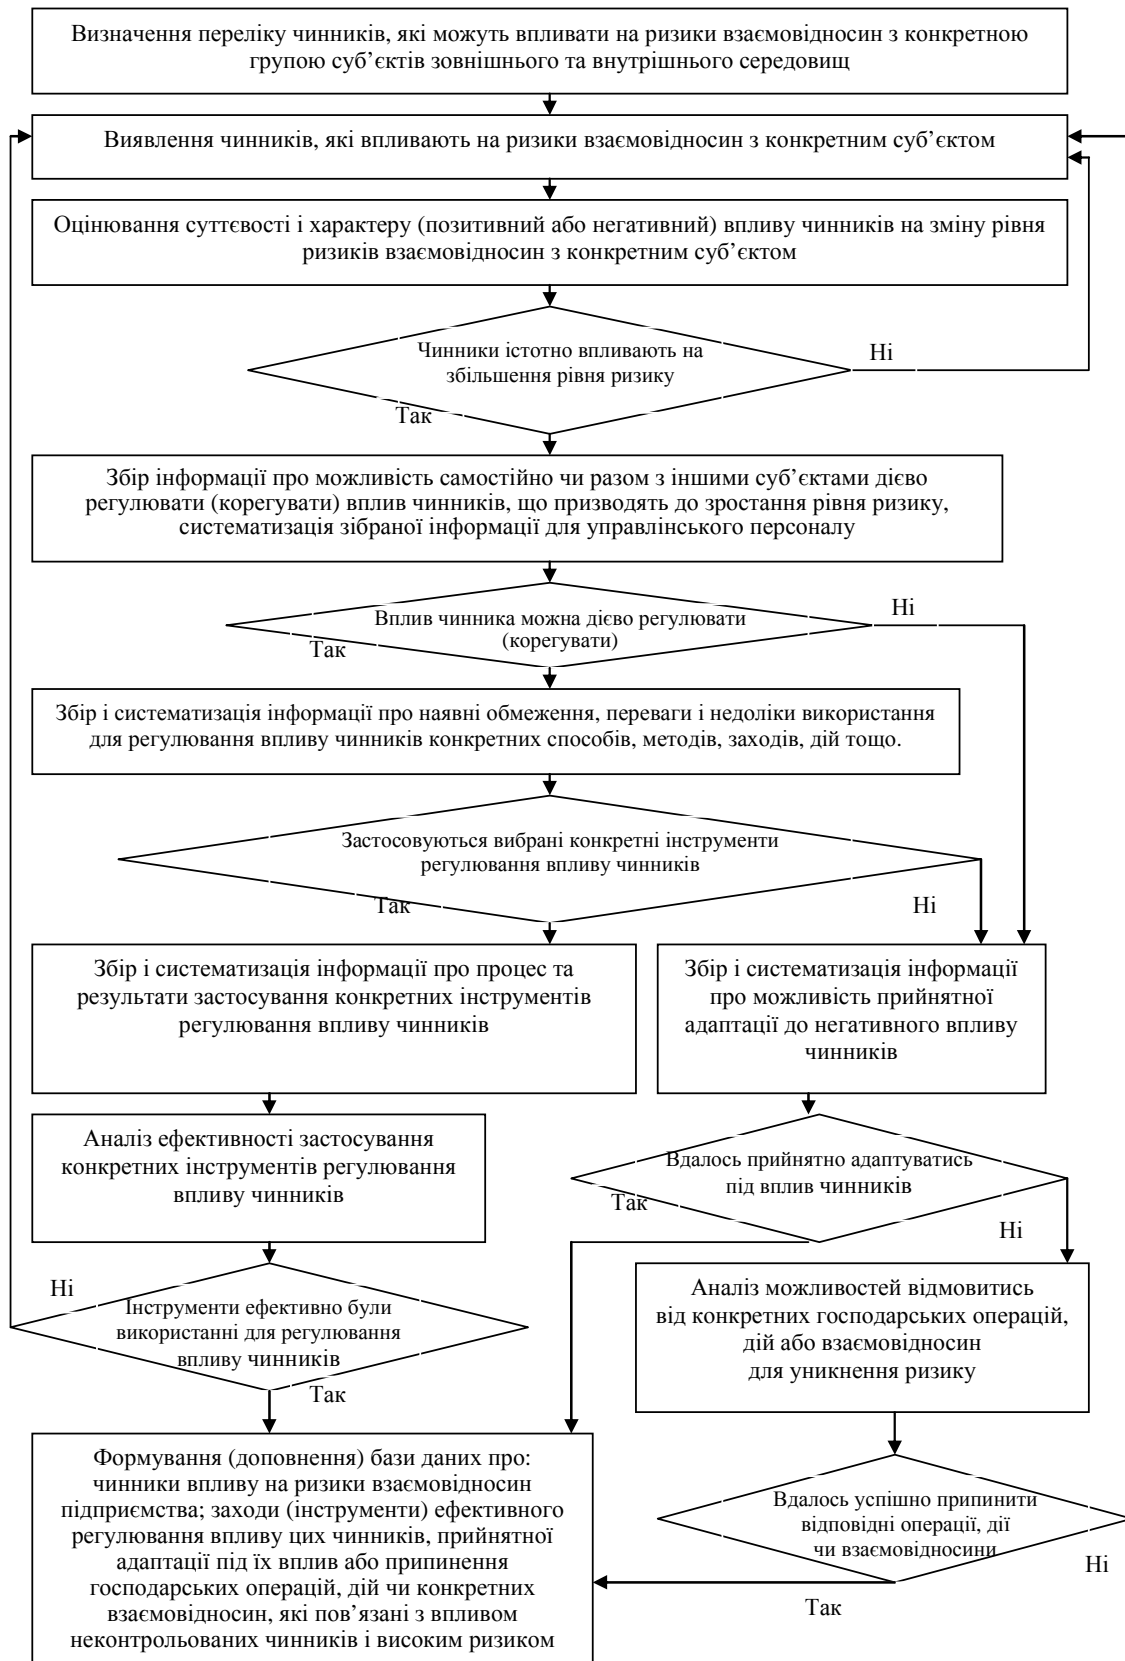 Визначення переліку чинників, які можуть впливати на ризики взаємовідносин з конкретною
групою суб’єктів зовнішнього та внутрішнього середовищ
Виявлення чинників, які впливають на ризики взаємовідносин з конкретним суб’єктом
Оцінювання суттєвості і характеру (позитивний або негативний) впливу чинників на зміну рівня
ризиків взаємовідносин з конкретним суб’єктом
Чинники істотно впливають на
збільшення рівня ризику
Ні
Так
Збір інформації про можливість самостійно чи разом з іншими суб’єктами дієво
регулювати (корегувати) вплив чинників, що призводять до зростання рівня ризику,
систематизація зібраної інформації для управлінського персоналу
Вплив чинника можна дієво регулювати
(корегувати)
Ні
Так
Збір і систематизація інформації про наявні обмеження, переваги і недоліки використання
для регулювання впливу чинників конкретних способів, методів, заходів, дій тощо.
Застосовуються вибрані конкретні інструменти
регулювання впливу чинників
Так
Ні
Збір і систематизація інформації про процес та
результати застосування конкретних інструментів
регулювання впливу чинників
Збір і систематизація інформації
про можливість прийнятної
адаптації до негативного впливу
чинників
Аналіз ефективності застосування
конкретних інструментів регулювання
впливу чинників
Вдалось прийнятно адаптуватись
під вплив чинників
Так
Ні
Ні
Інструменти ефективно були
використанні для регулювання
впливу чинників
Так
Аналіз можливостей відмовитись
від конкретних господарських операцій,
дій або взаємовідносин
для уникнення ризику
Формування (доповнення) бази даних про:
чинники впливу на ризики взаємовідносин
підприємства; заходи (інструменти) ефективного
регулювання впливу цих чинників, прийнятної
адаптації під їх вплив або припинення
господарських операцій, дій чи конкретних
взаємовідносин, які пов’язані з впливом
неконтрольованих чинників і високим ризиком
Вдалось успішно припинити
відповідні операції, дії
чи взаємовідносини
Ні
Так